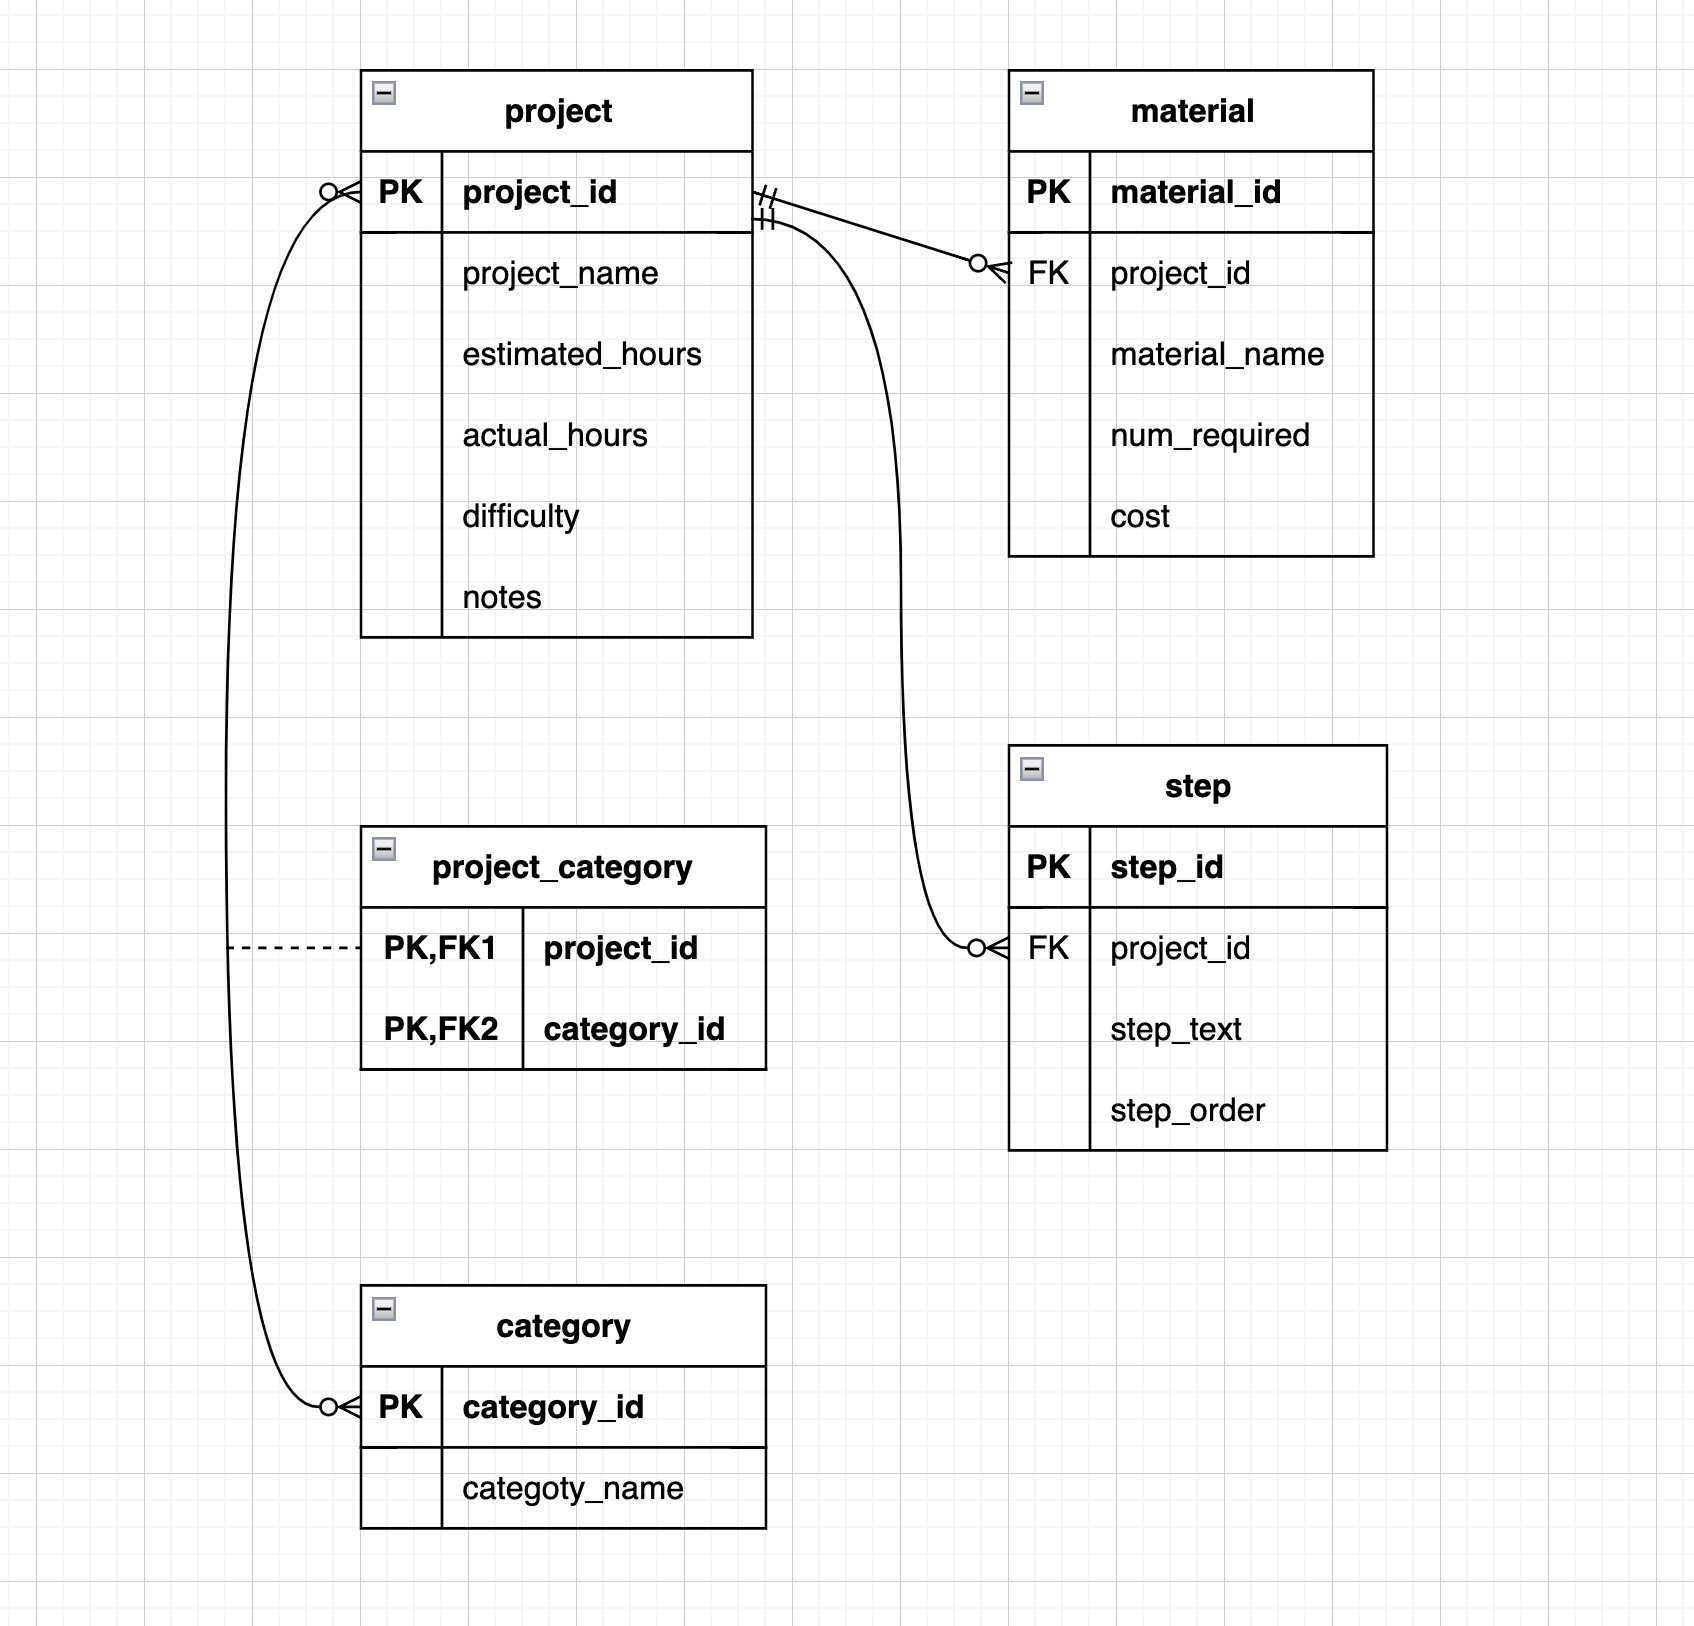 project
PK project_id
project_name
estimated_hours
actual_hours
difficulty
notes
material
PK material_id
FK project_id
material_name
num_required
cost
project_category
PK,FK1 project_id
PK,FK2 category_id
step
PK step_id
FK project_id
step_text
step_order
category
PK category_id
categoty_name